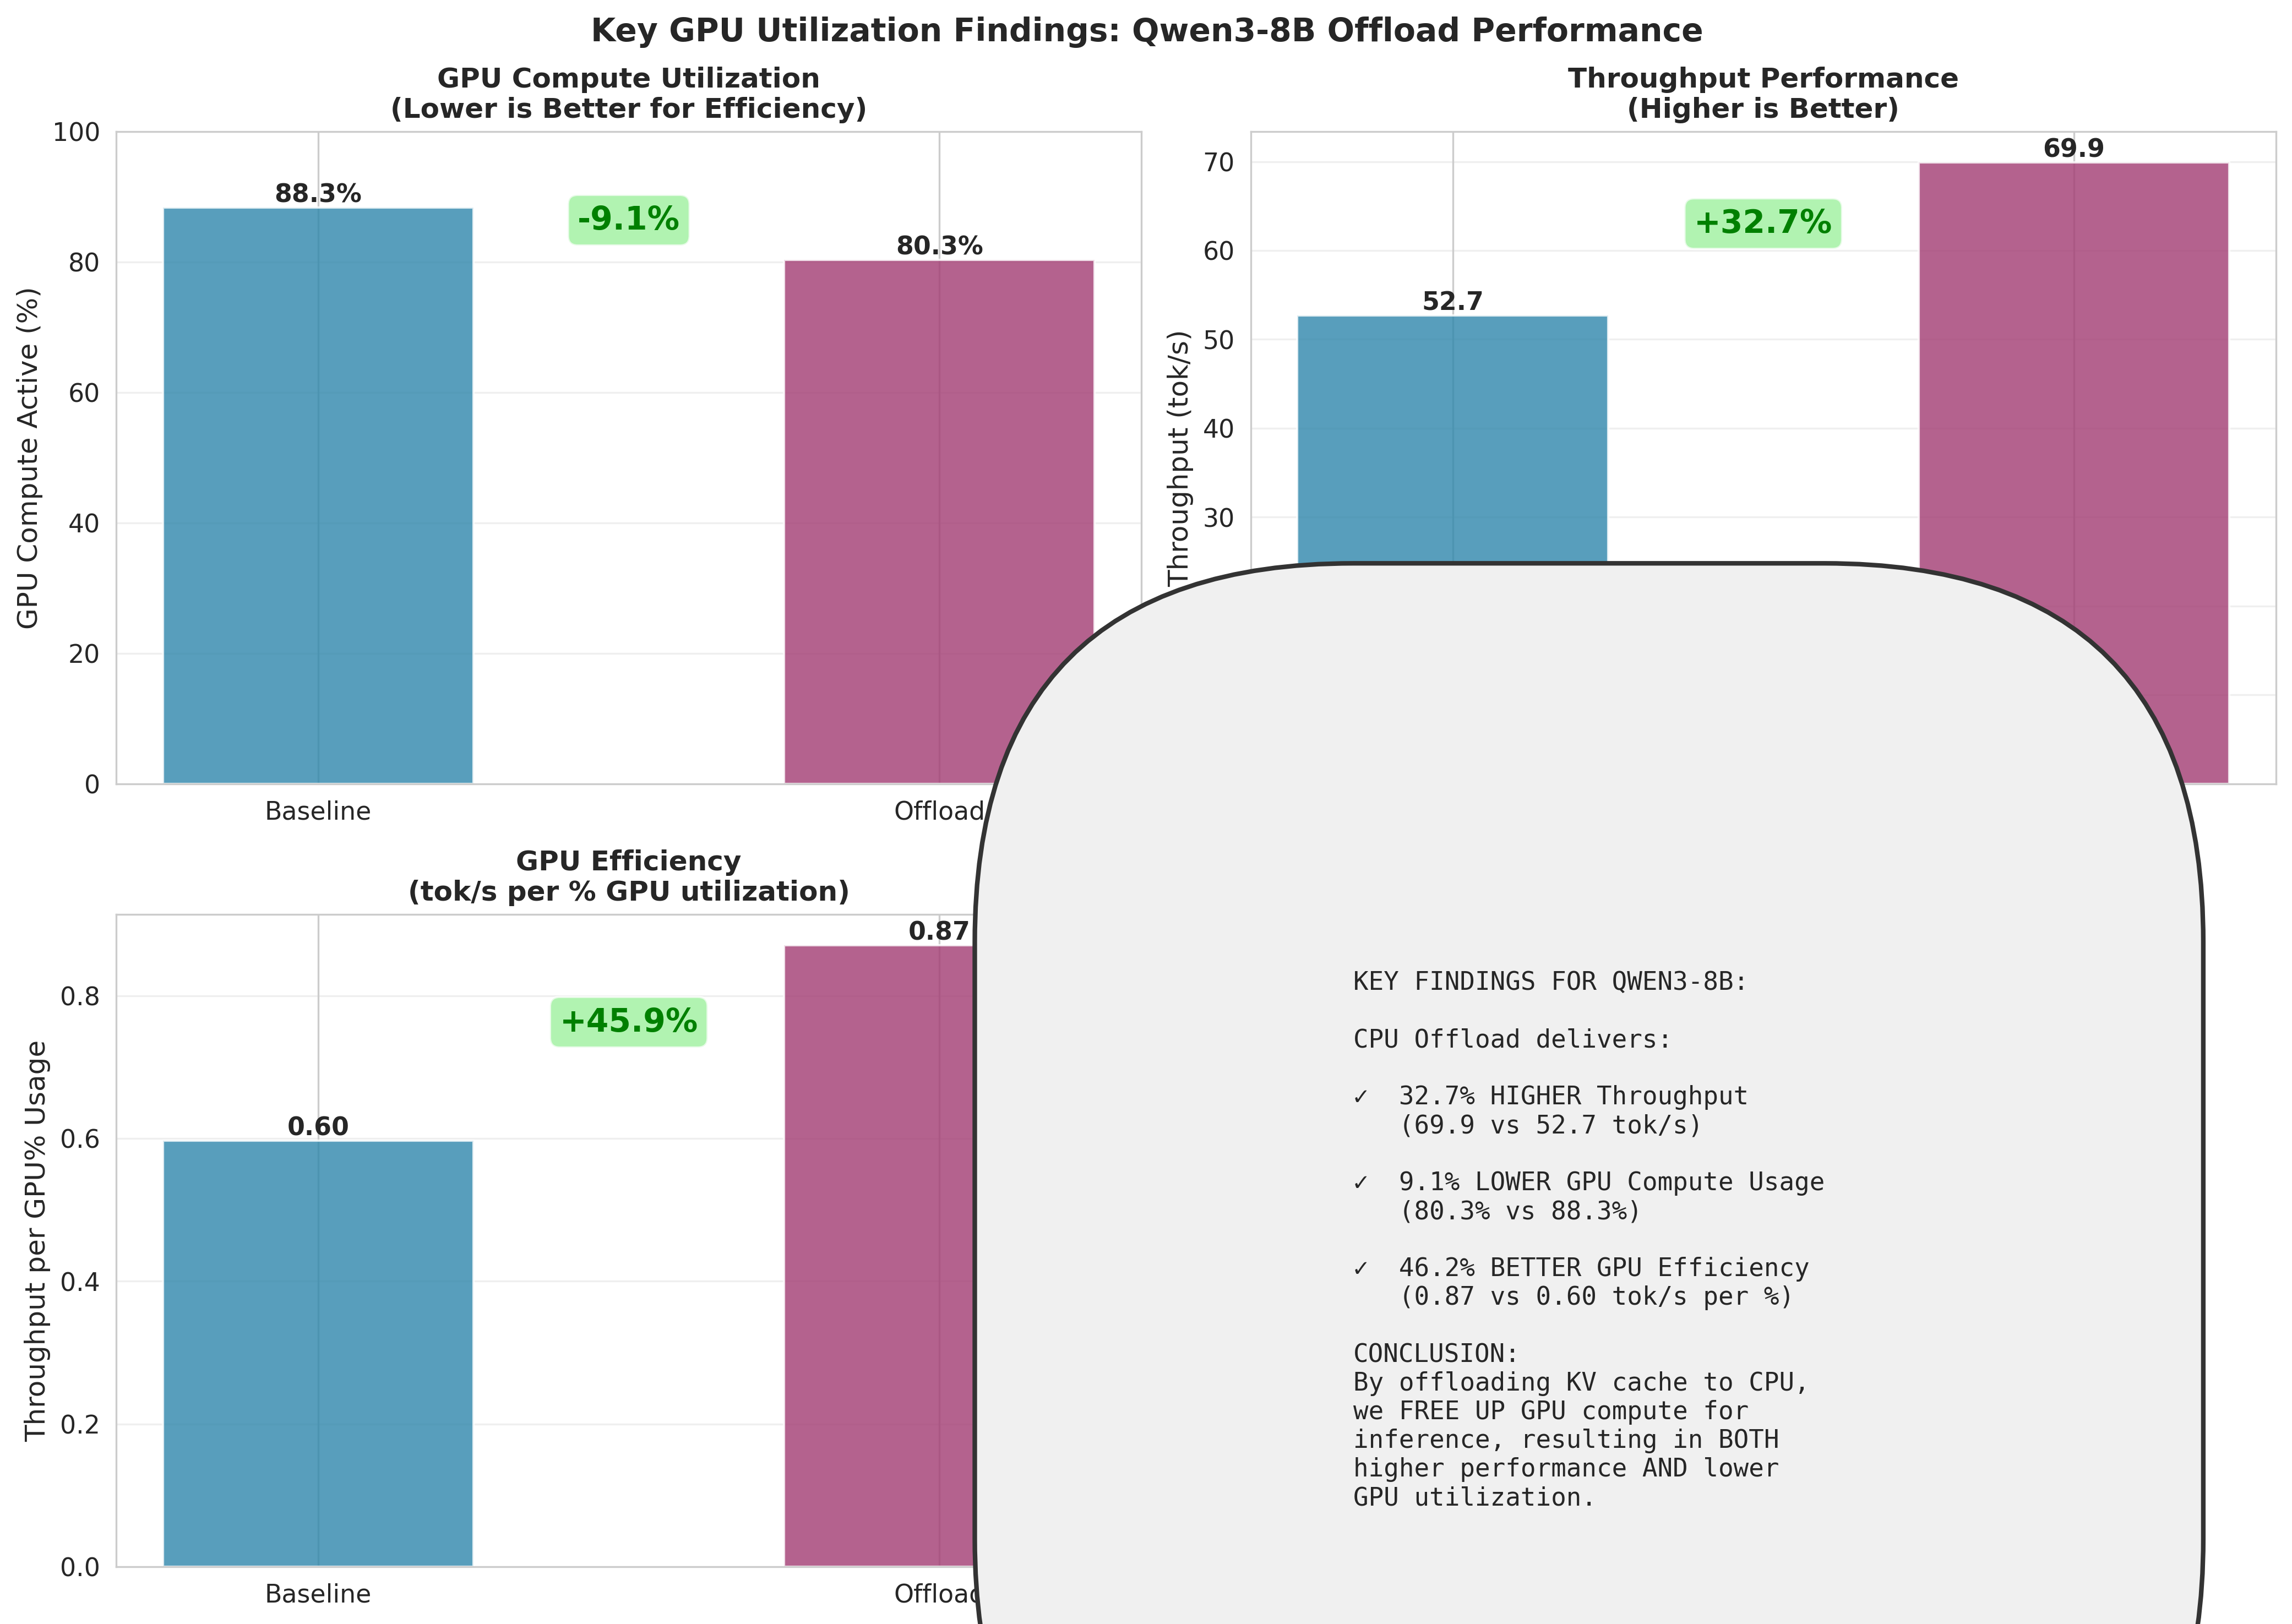 Key GPU Utilization Findings: Qwen3-8B Offload Performance
GPU Compute Utilization
(Lower is Better for Efficiency)
GPU Compute Active (%)
100
80
60
40
20
0
88.3%
-9.1%
80.3%
Baseline
Offload
Throughput Performance
(Higher is Better)
Throughput (tok/s)
70
60
50
40
30
52.7
+32.7%
69.9
GPU Efficiency
(tok/s per % GPU utilization)
Throughput per GPU% Usage
0.8
0.6
0.4
0.2
0.0
0.60
+45.9%
0.87
Baseline
Offload
KEY FINDINGS FOR QWEN3-8B:
CPU Offload delivers:
✓ 32.7% HIGHER Throughput
(69.9 vs 52.7 tok/s)
✓ 9.1% LOWER GPU Compute Usage
(80.3% vs 88.3%)
✓ 46.2% BETTER GPU Efficiency
(0.87 vs 0.60 tok/s per %)
CONCLUSION:
By offloading KV cache to CPU,
we FREE UP GPU compute for
inference, resulting in BOTH
higher performance AND lower
GPU utilization.